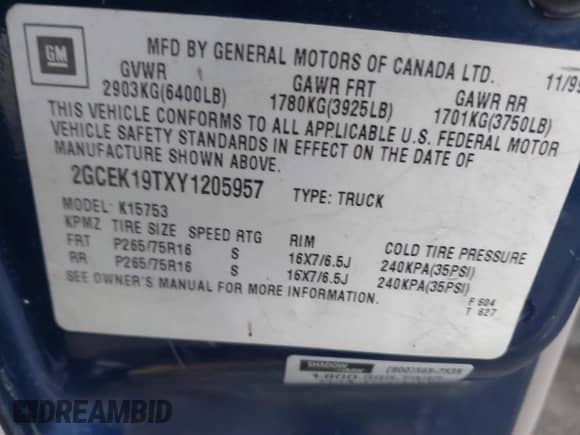 GM
MFD BY GENERAL MOTORS OF CANADA LTD. 11/99
GVWR GAWR FRT GAWR RR
2903KG(6400LB) 1780KG(3925LB) 1701KG(3750LB)
THIS VEHICLE CONFORMS TO ALL APPLICABLE U.S. FEDERAL MOTOR
VEHICLE SAFETY STANDARDS IN EFFECT ON THE DATE OF
MANUFACTURE SHOWN ABOVE.
2GCEK19TXY1205957 TYPE: TRUCK
MODEL: K15753
KPMZ TIRE SIZE SPEED RTG RIM COLD TIRE PRESSURE
FRT P265/75R16 S 16X7/6.5J 240KPA(35PSI)
RR P265/75R16 S 16X7/6.5J 240KPA(35PSI)
SEE OWNER'S MANUAL FOR MORE INFORMATION.
F 604
T 627
SHADOW
DREAMBID